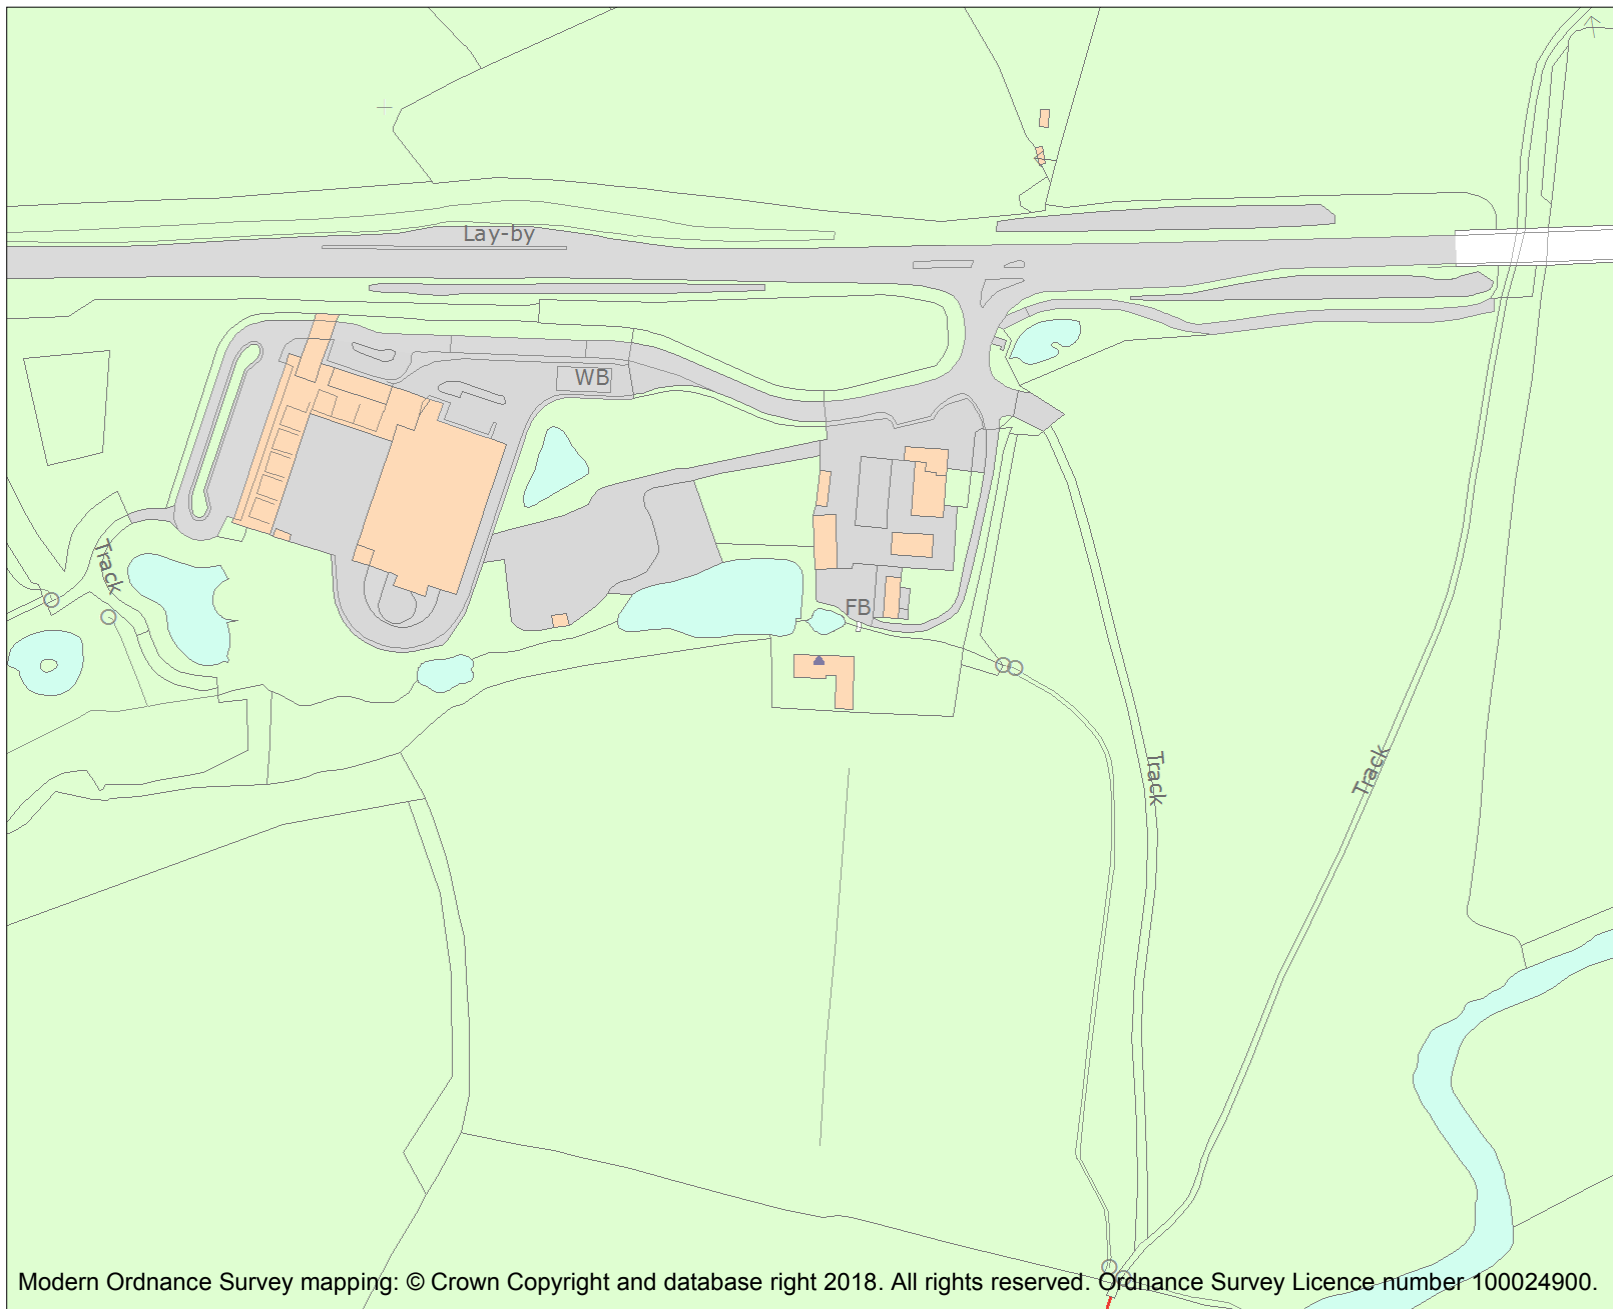 Lay-by
WB
Track
FB
Track
Track
Modern Ordnance Survey mapping: © Crown Copyright and database right 2018. All rights reserved. Ordnance Survey Licence number 100024900.